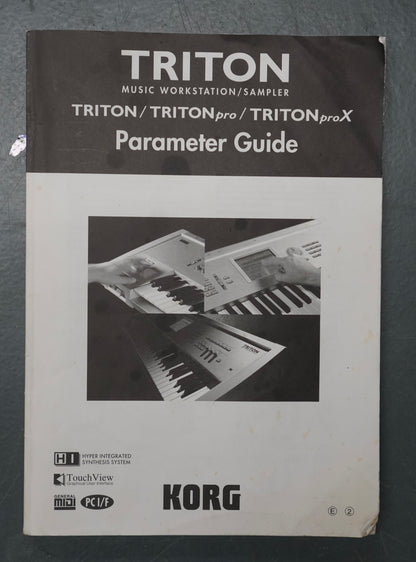 TRITON
MUSIC WORKSTATION/SAMPLER
TRITON/TRITONpro/TRITONproX
Parameter Guide
TRITON
HI HYPER INTEGRATED
SYNTHESIS SYSTEM
TouchView
Graphical User Interface
GENERAL
MIDI
PC I/F
KORG
E 2